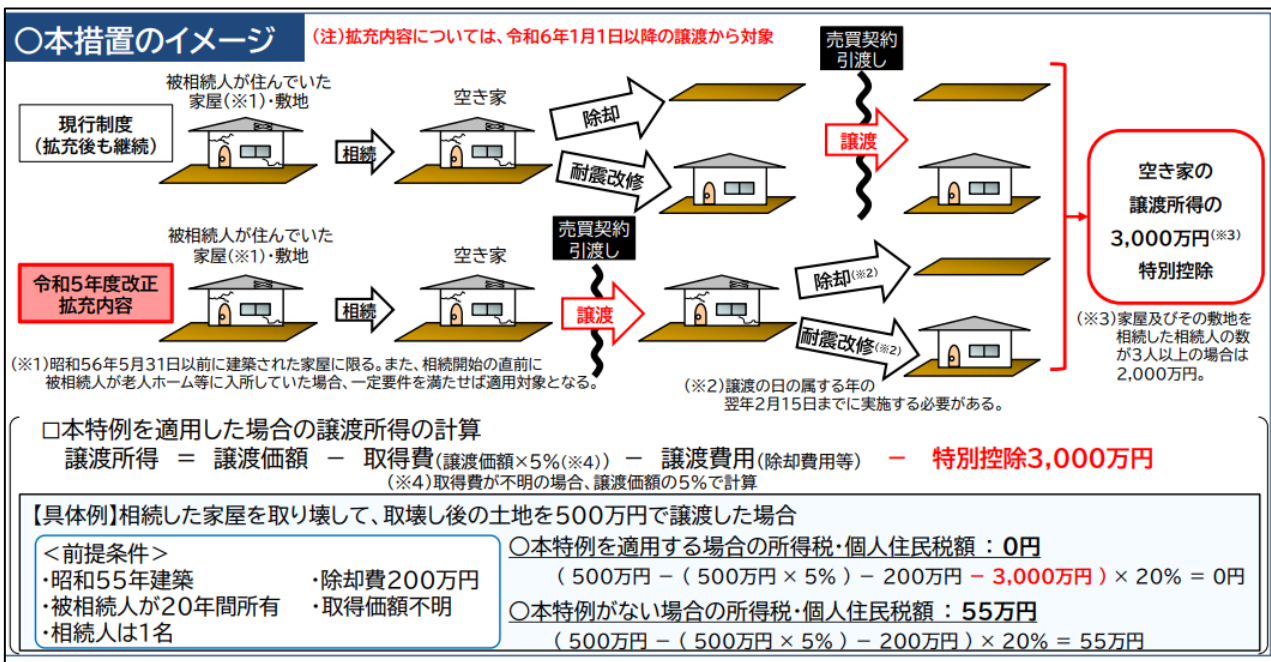 〇本措置のイメージ
(注)拡充内容については、令和6年1月1日以降の譲渡から対象
売買契約
引渡し
被相続人が住んでいた
家屋(※1)・敷地
空き家
現行制度
(拡充後も継続)
相続
除却
耐震改修
譲渡
空き家の
譲渡所得の
3,000万円(※3)
特別控除
被相続人が住んでいた
家屋(※1)・敷地
空き家
売買契約
引渡し
令和5年度改正
拡充内容
相続
譲渡
除却(※2)
耐震改修(※2)
(※3)家屋及びその敷地を
相続した相続人の数
が3人以上の場合は
2,000万円。
(※1)昭和56年5月31日以前に建築された家屋に限る。また、相続開始の直前に
被相続人が老人ホーム等に入所していた場合、一定要件を満たせば適用対象となる。
(※2)譲渡の日の属する年の
翌年2月15日までに実施する必要がある。
□本特例を適用した場合の譲渡所得の計算
譲渡所得 = 譲渡価額 - 取得費(譲渡価額×5%(※4)) - 譲渡費用(除却費用等) - 特別控除3,000万円
(※4)取得費が不明の場合、譲渡価額の5%で計算
【具体例】相続した家屋を取り壊して、取壊し後の土地を500万円で譲渡した場合
<前提条件>
・昭和55年建築 ・除却費200万円
・被相続人が20年間所有 ・取得価額不明
・相続人は1名
〇本特例を適用する場合の所得税・個人住民税額 : 0円
( 500万円 - ( 500万円 × 5% ) - 200万円 - 3,000万円 ) × 20% = 0円
〇本特例がない場合の所得税・個人住民税額 : 55万円
( 500万円 - ( 500万円 × 5% ) - 200万円 ) × 20% = 55万円